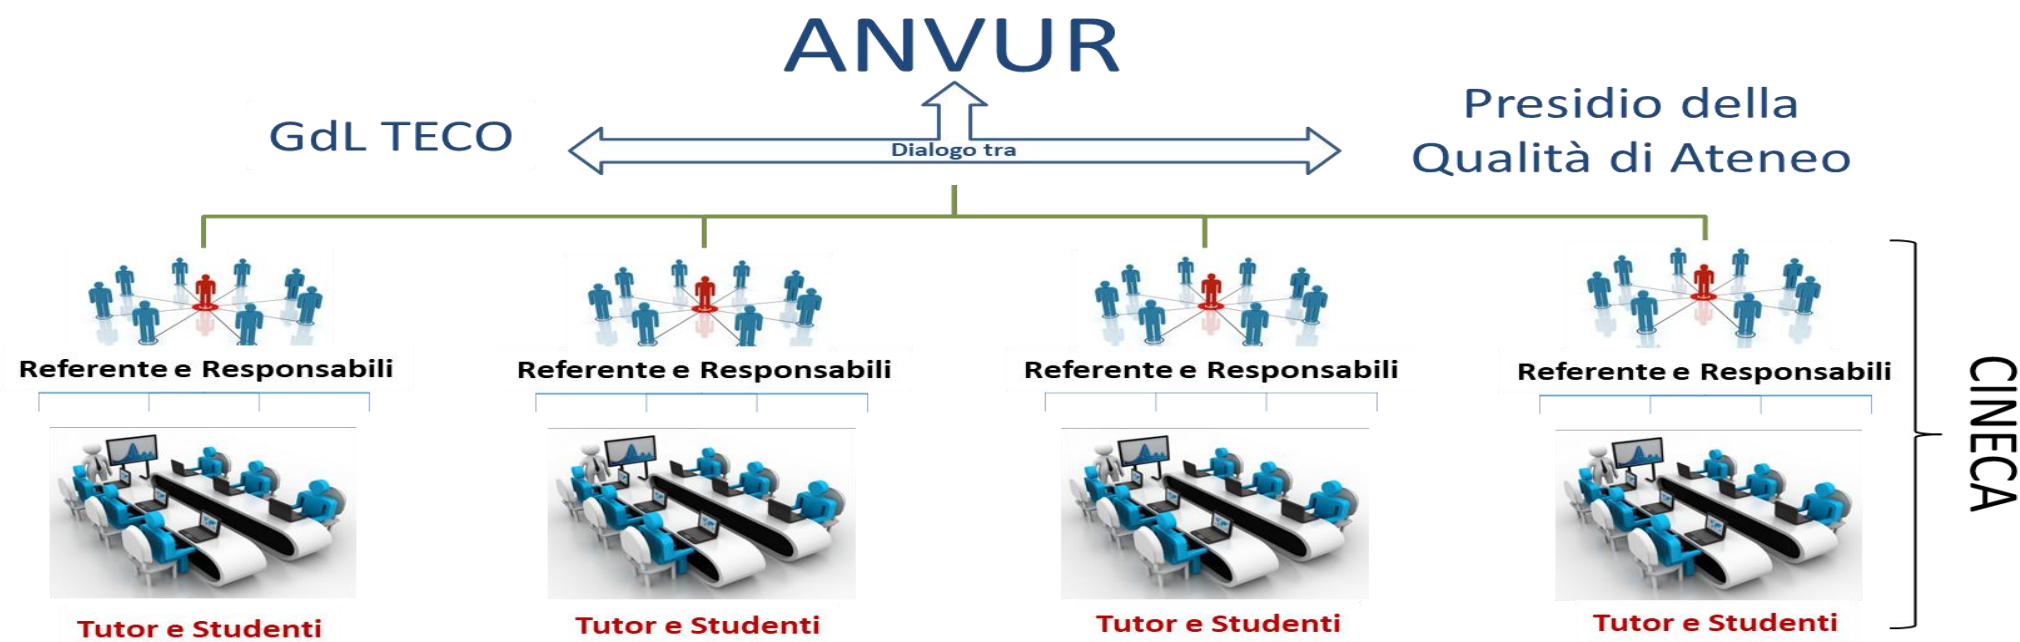 ANVUR
GdL TECO
Dialogo tra
Presidio della
Qualità di Ateneo
Referente e Responsabili
Referente e Responsabili
Referente e Responsabili
Referente e Responsabili
CINECA
Tutor e Studenti
Tutor e Studenti
Tutor e Studenti
Tutor e Studenti